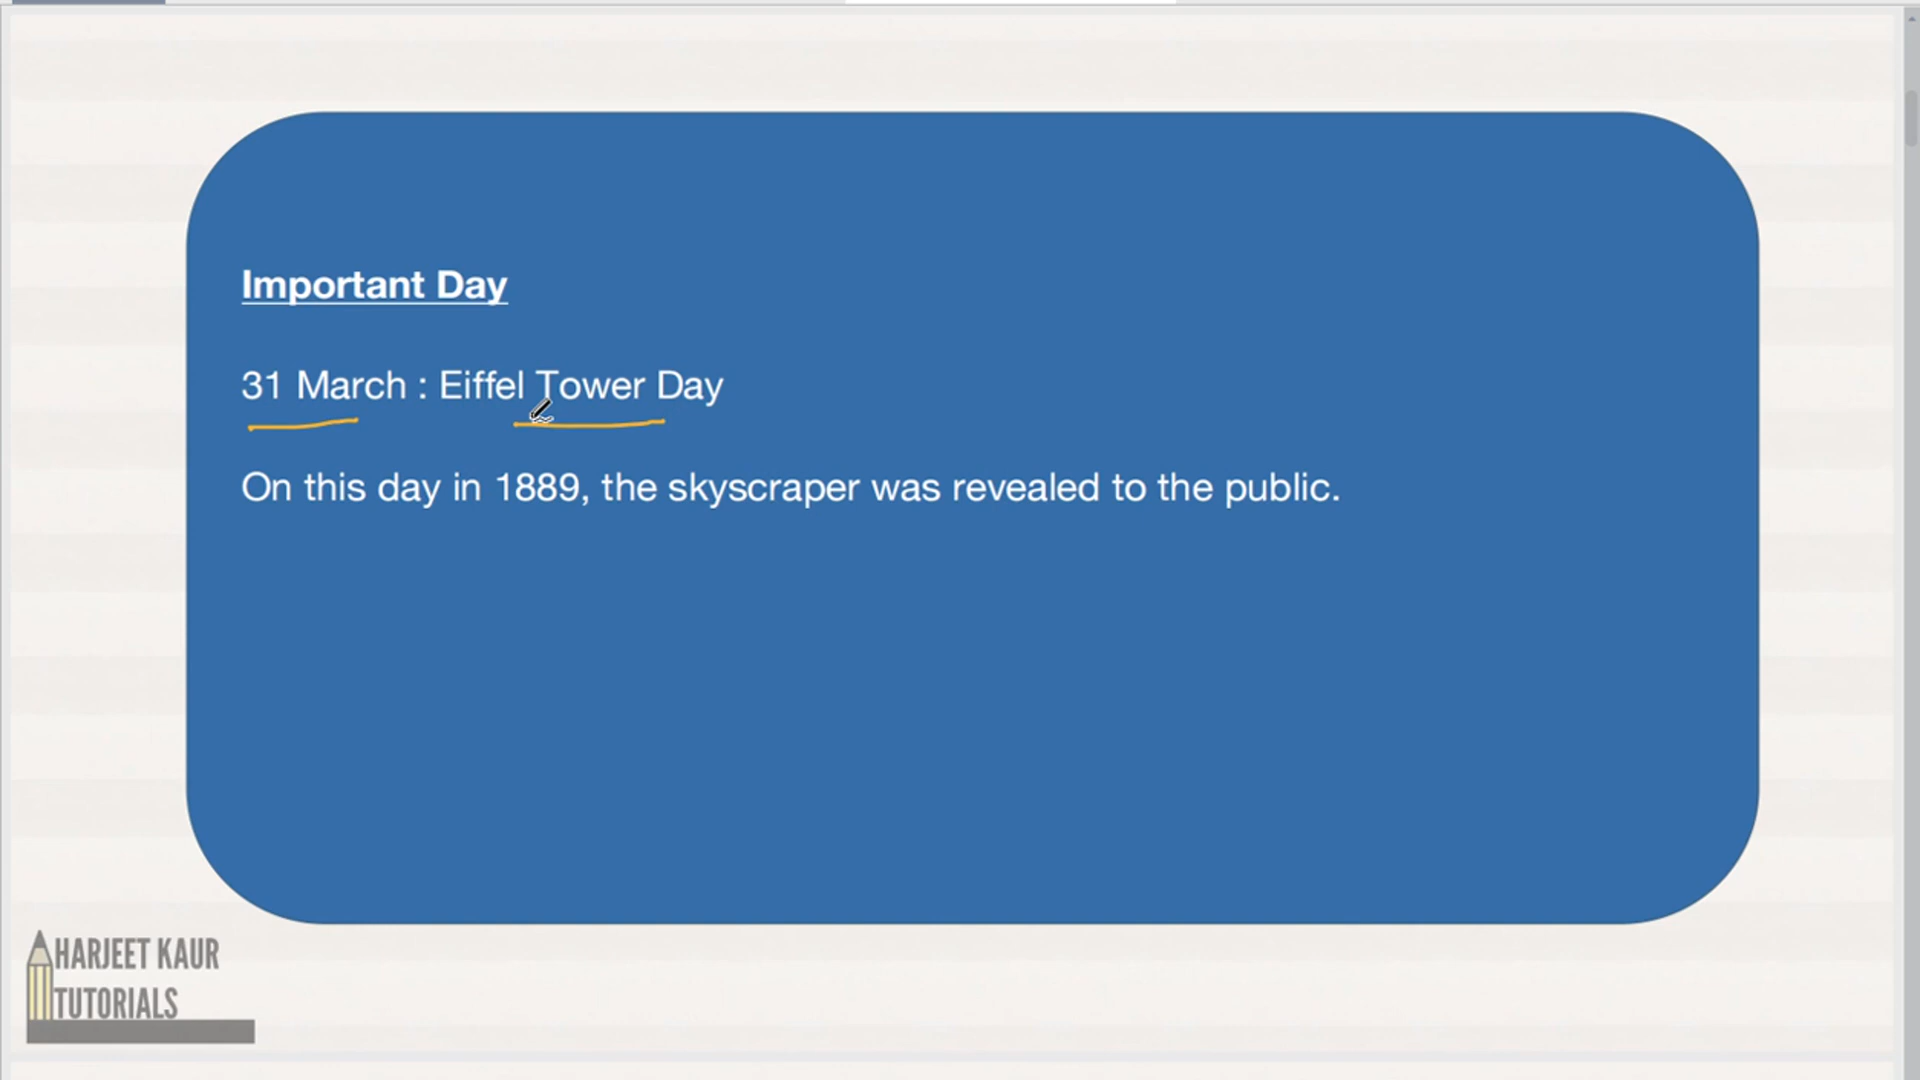 Important Day
31 March : Eiffel Tower Day
On this day in 1889, the skyscraper was revealed to the public.
HARJEET KAUR
TUTORIALS